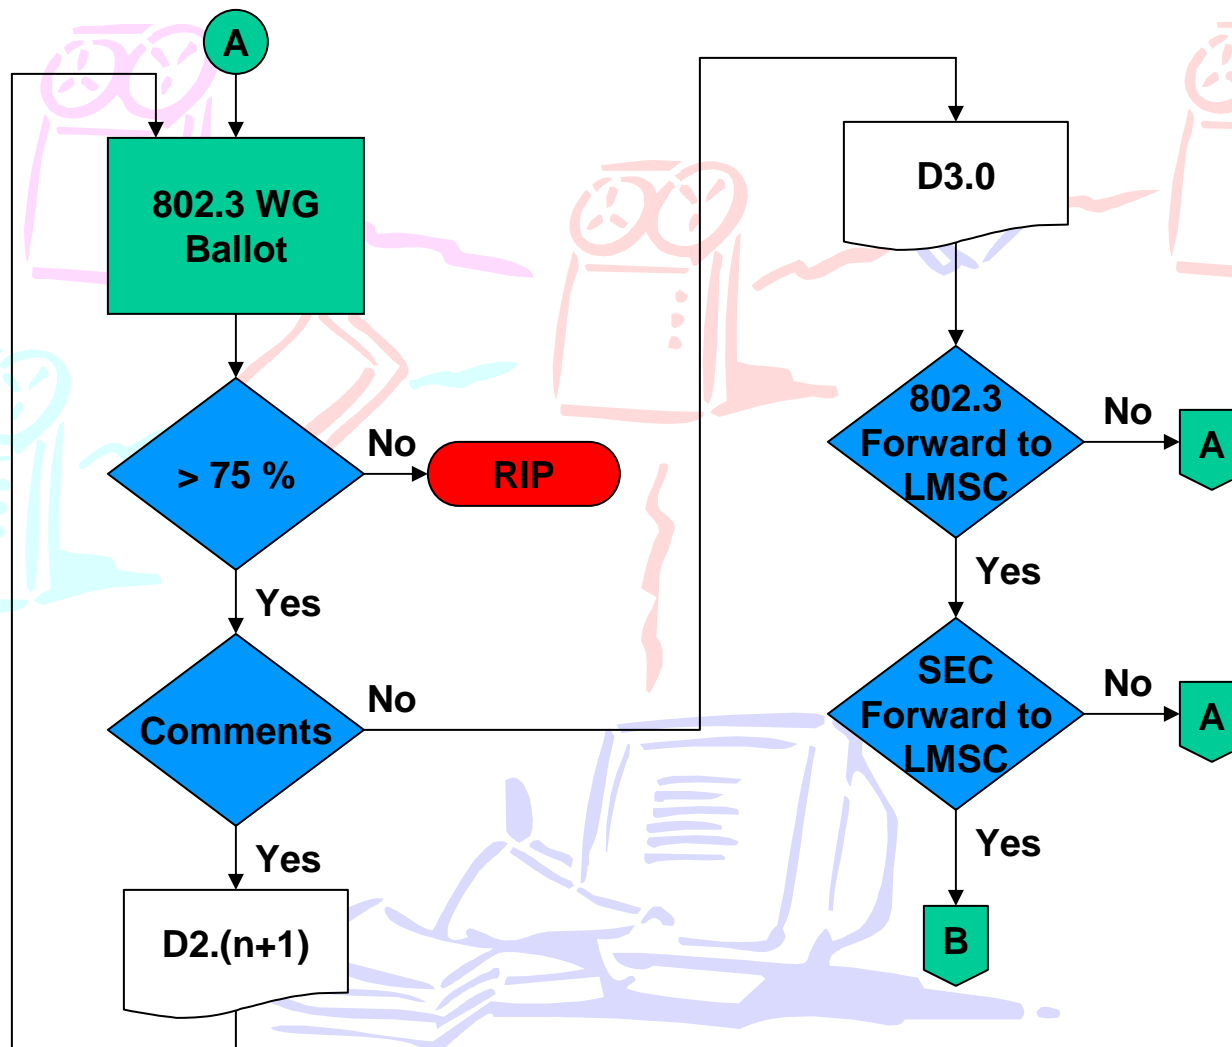 A
802.3 WG
Ballot
> 75 %
No
RIP
Yes
Comments
No
Yes
D2.(n+1)
D3.0
802.3
Forward to
LMSC
No
A
Yes
SEC
Forward to
LMSC
No
A
Yes
B